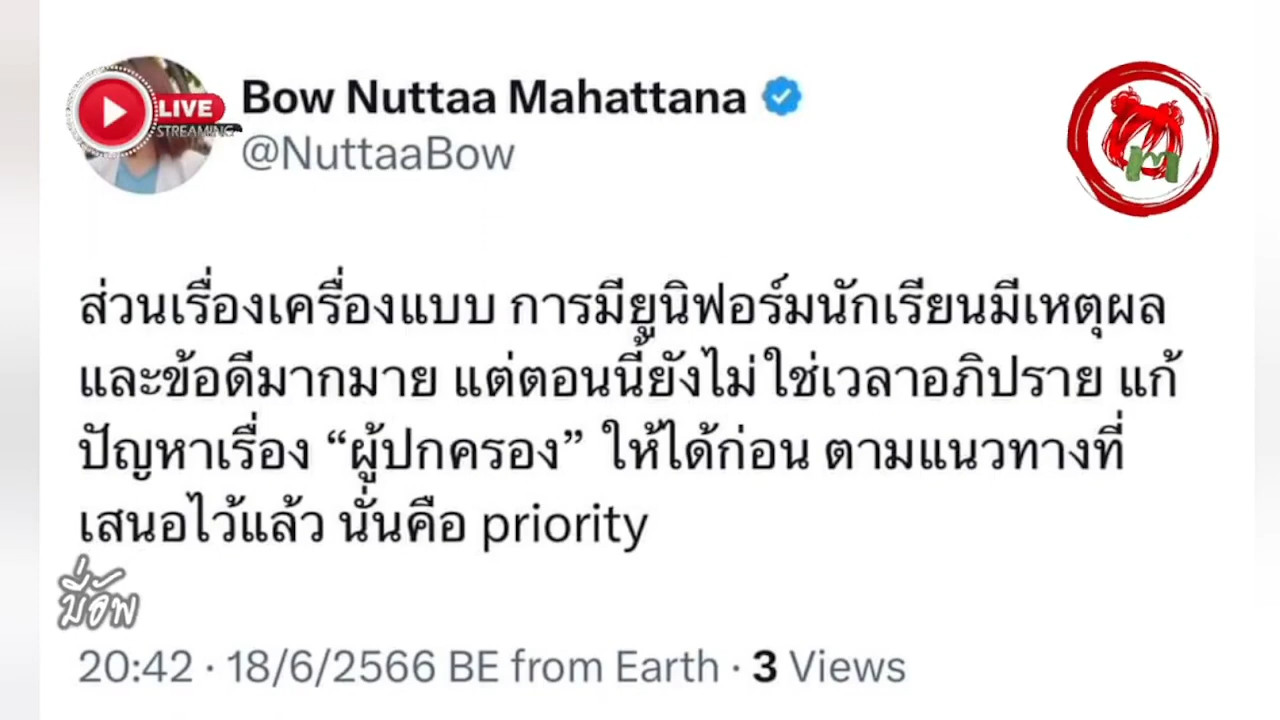 LIVE
STREAMING
Bow Nuttaa Mahattana
@NuttaaBow
M
ส่วนเรื่องเครื่องแบบ การมียูนิฟอร์มนักเรียนมีเหตุผล
และข้อดีมากมาย แต่ตอนนี้ยังไม่ใช่เวลาอภิปราย แก้
ปัญหาเรื่อง “ผู้ปกครอง” ให้ได้ก่อน ตามแนวทางที่
เสนอไว้แล้ว นั่นคือ priority
มี่อัพ
20:42 · 18/6/2566 BE from Earth · 3 Views